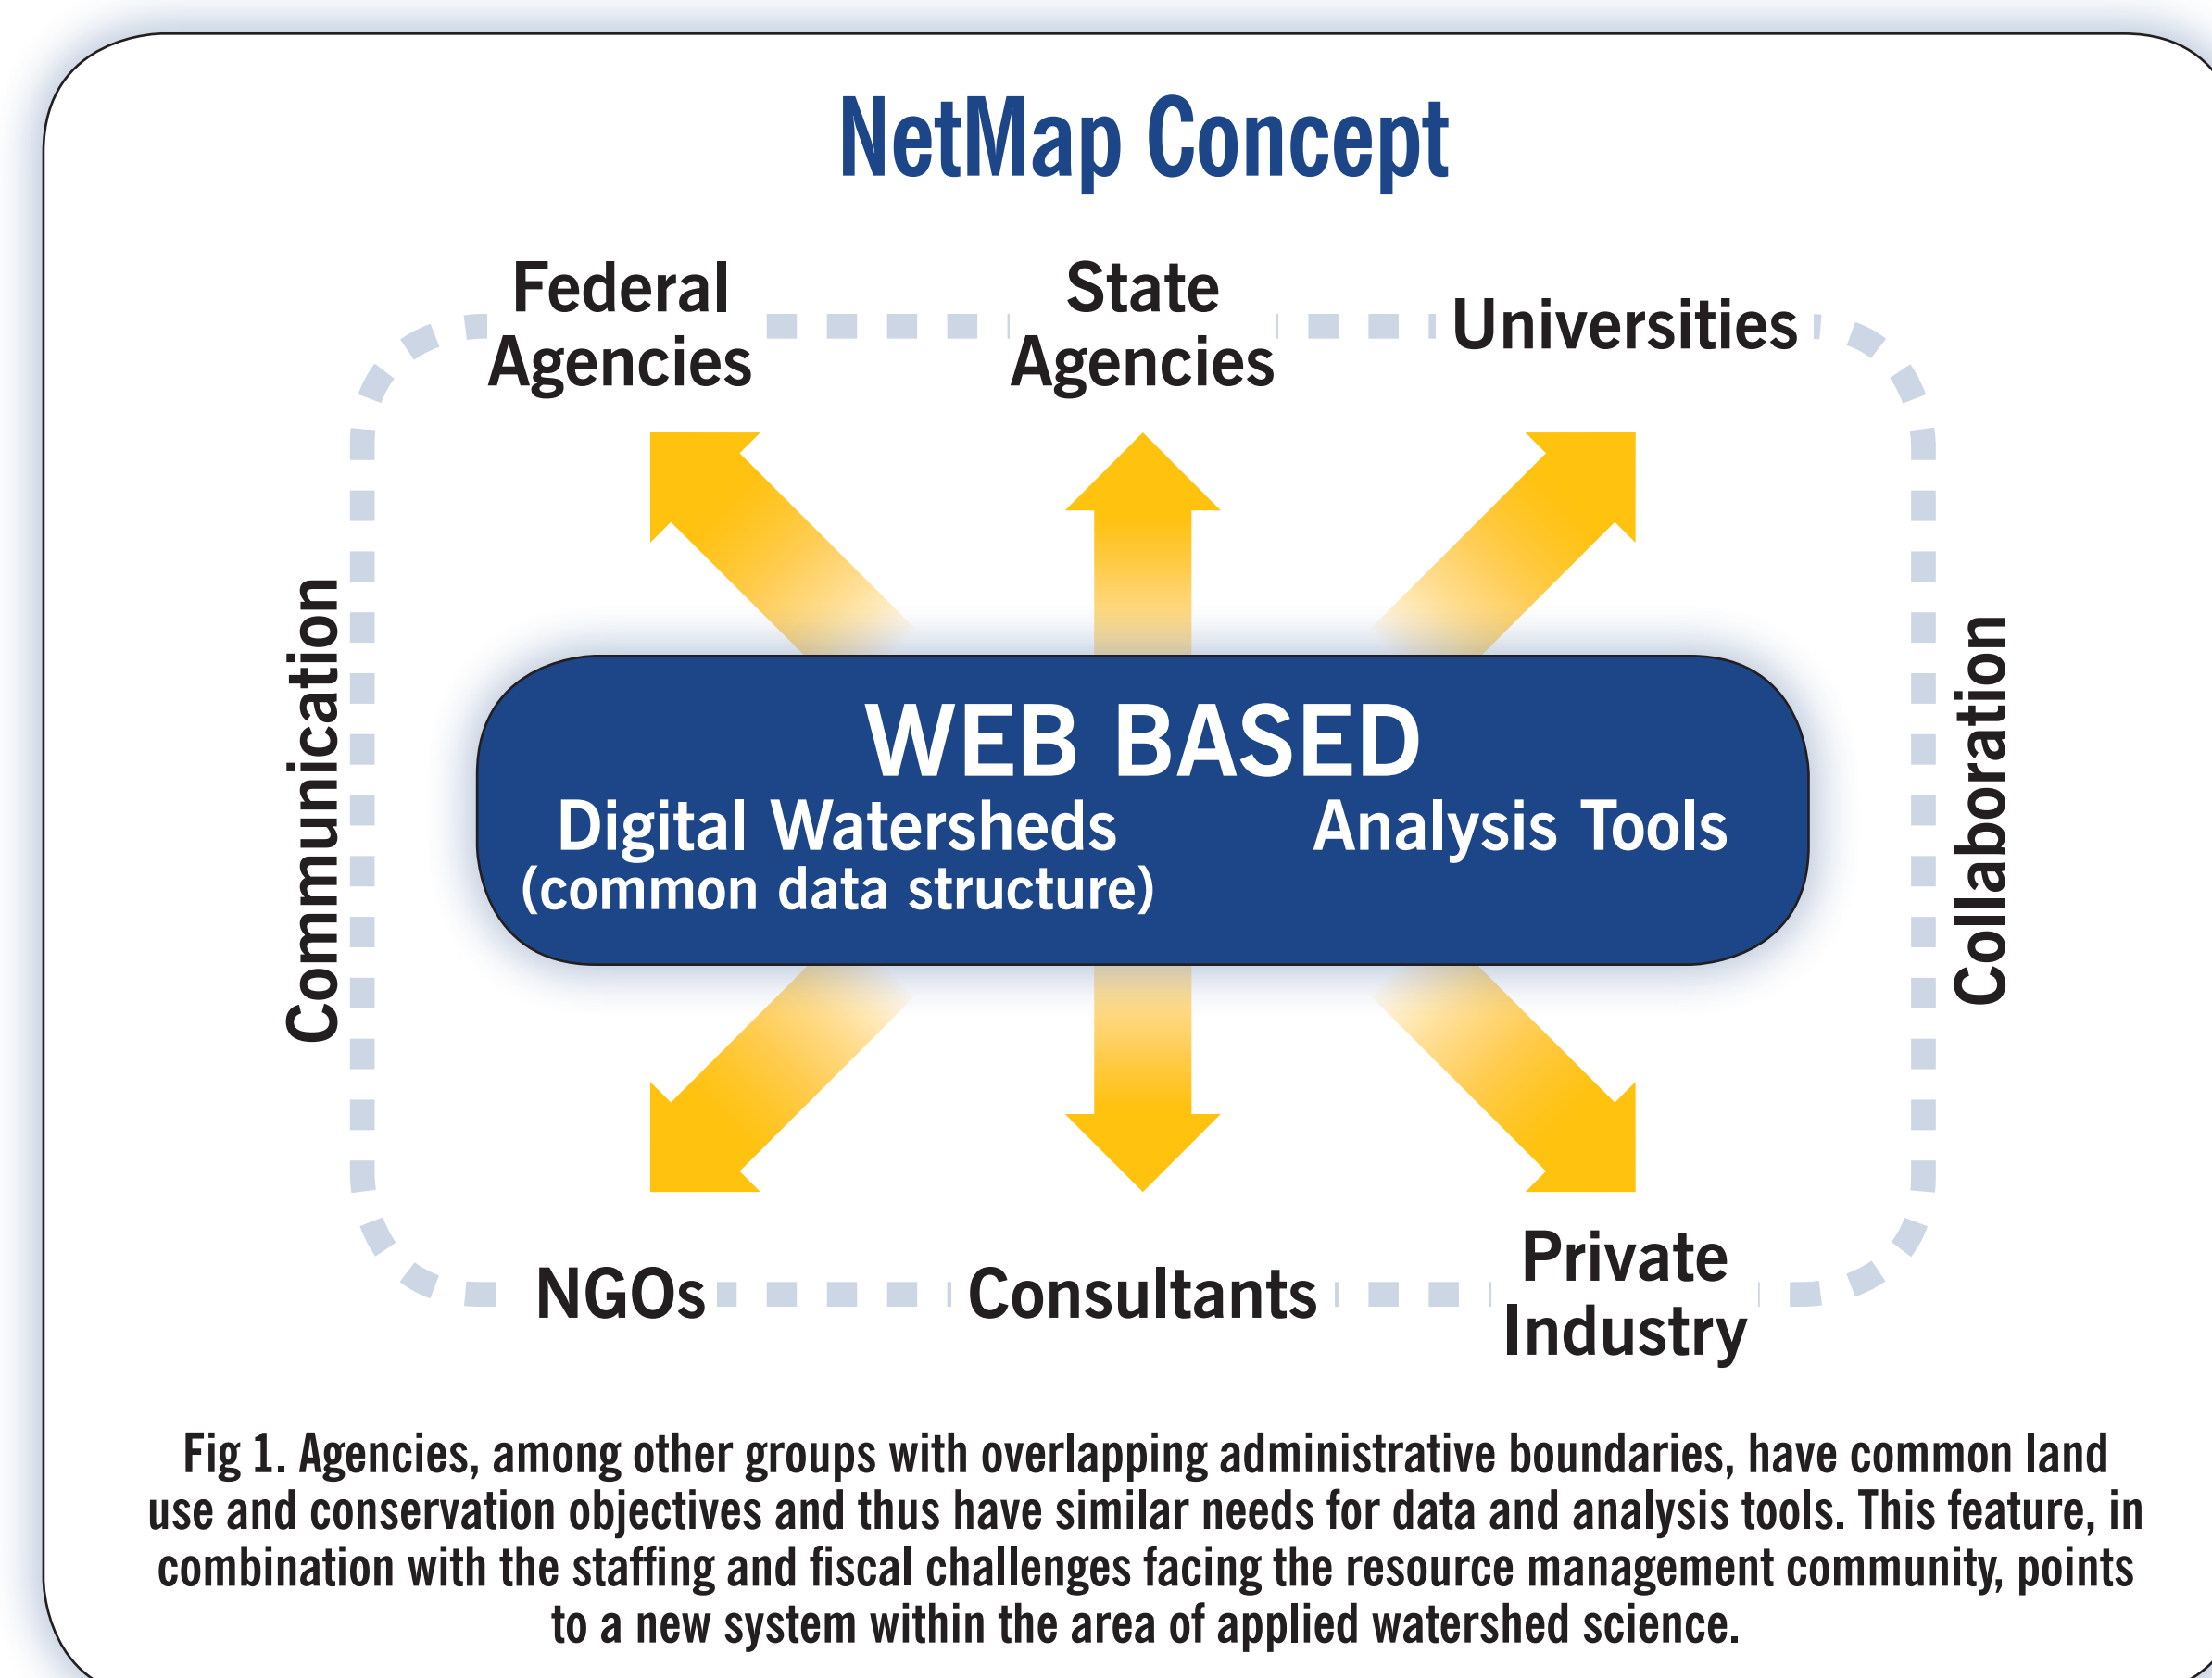 NetMap Concept
Federal
Agencies
State
Agencies
Universities
Communication
WEB BASED
Digital Watersheds
(common data structure)
Analysis Tools
Collaboration
NGOs
Consultants
Private
Industry
Fig 1. Agencies, among other groups with overlapping administrative boundaries, have common land
use and conservation objectives and thus have similar needs for data and analysis tools. This feature, in
combination with the staffing and fiscal challenges facing the resource management community, points
to a new system within the area of applied watershed science.